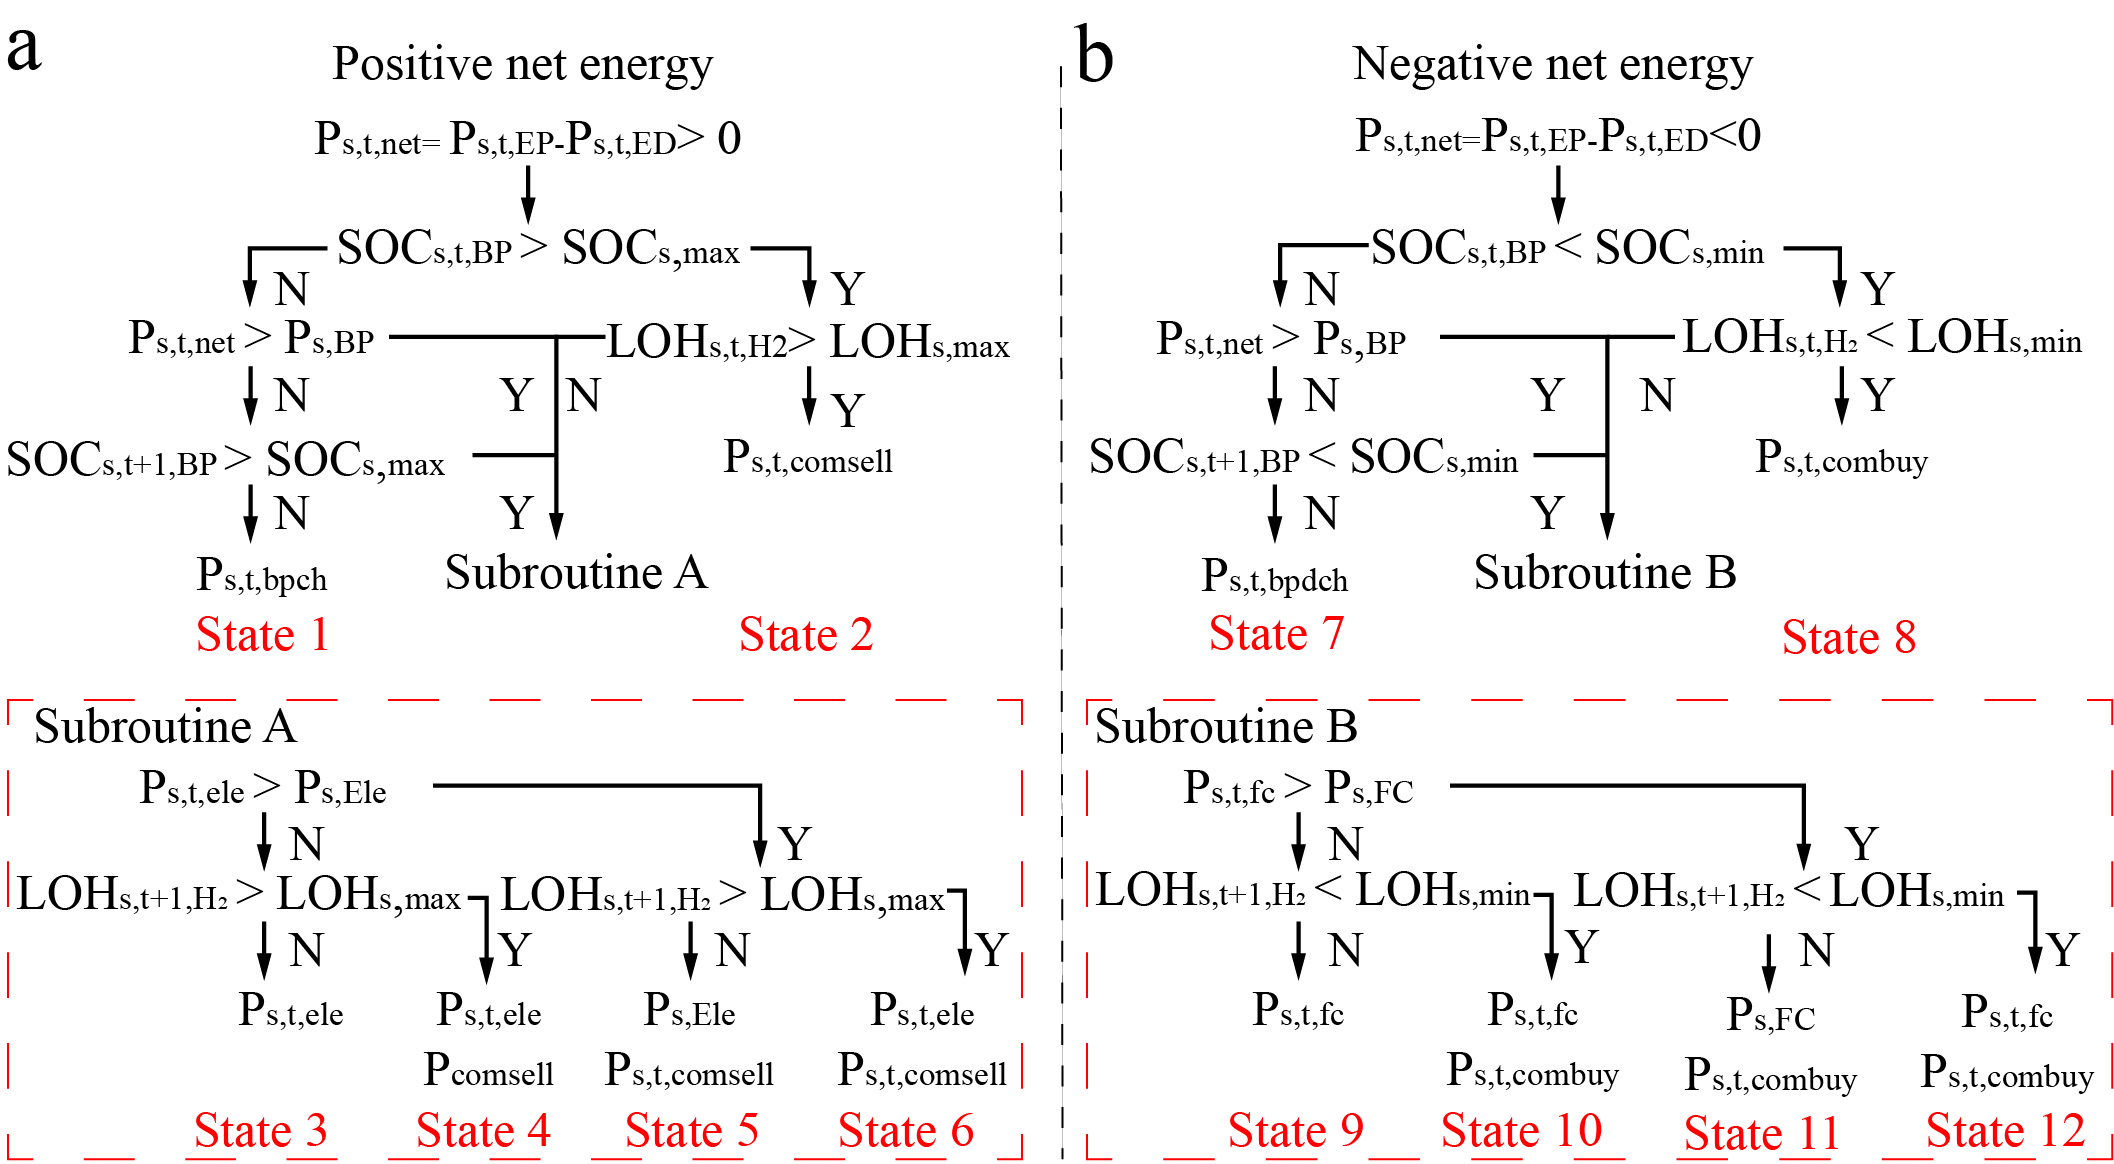 a
Positive net energy
Ps,t,net= Ps,t,EP-Ps,t,ED> 0
SOCs,t,BP > SOCs,max
N
Y
Ps,t,net > Ps,BP
LOHs,t,H2> LOHs,max
N
Y
N
Y
SOCs,t+1,BP > SOCs,max
Ps,t,comsell
N
Y
Ps,t,bpch
Subroutine A
State 1
State 2
Subroutine A
Ps,t,ele > Ps,Ele
N
Y
LOHs,t+1,H₂ > LOHs,max
LOHs,t+1,H₂ > LOHs,max
N
Y
N
Y
Ps,t,ele
Ps,t,ele
Ps,Ele
Ps,t,ele
Pcomsell
Ps,t,comsell
Ps,t,comsell
State 3
State 4
State 5
State 6
b
Negative net energy
Ps,t,net=Ps,t,EP-Ps,t,ED<0
SOCs,t,BP < SOCs,min
N
Y
Ps,t,net > Ps,BP
LOHs,t,H₂ < LOHs,min
N
Y
N
Y
SOCs,t+1,BP < SOCs,min
Ps,t,combuy
N
Y
Ps,t,bpdch
Subroutine B
State 7
State 8
Subroutine B
Ps,t,fc > Ps,FC
N
Y
LOHs,t+1,H₂ < LOHs,min
LOHs,t+1,H₂ < LOHs,min
N
Y
N
Y
Ps,t,fc
Ps,t,fc
Ps,FC
Ps,t,fc
Ps,t,combuy
Ps,t,combuy
Ps,t,combuy
State 9
State 10
State 11
State 12